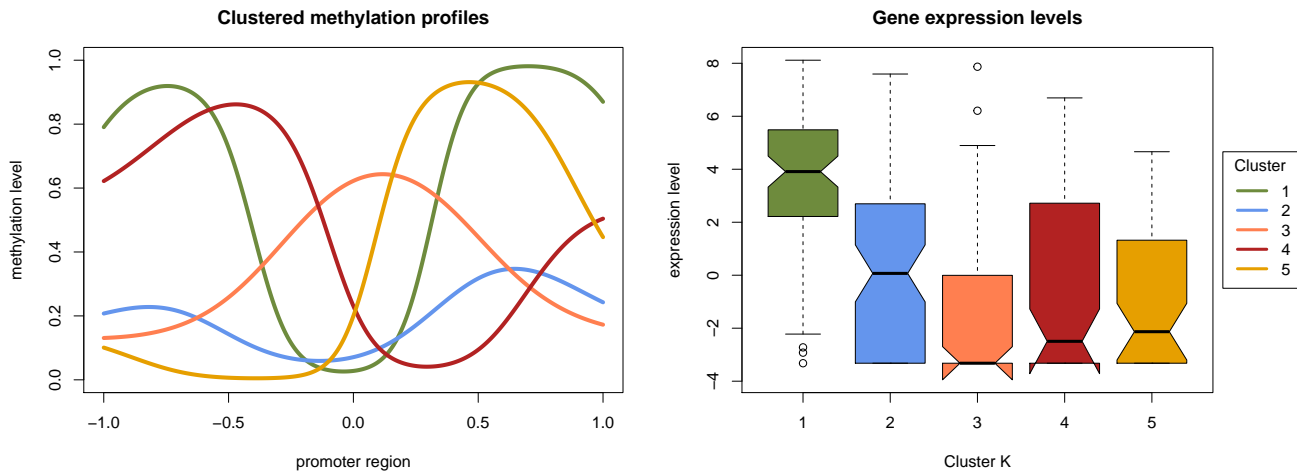 Clustered methylation profiles
methylation level
0.0 0.2 0.4 0.6 0.8 1.0
−1.0 −0.5 0.0 0.5 1.0
promoter region
Gene expression levels
expression level
−4 −2 0 2 4 6 8
1 2 3 4 5
Cluster K
Cluster
1
2
3
4
5